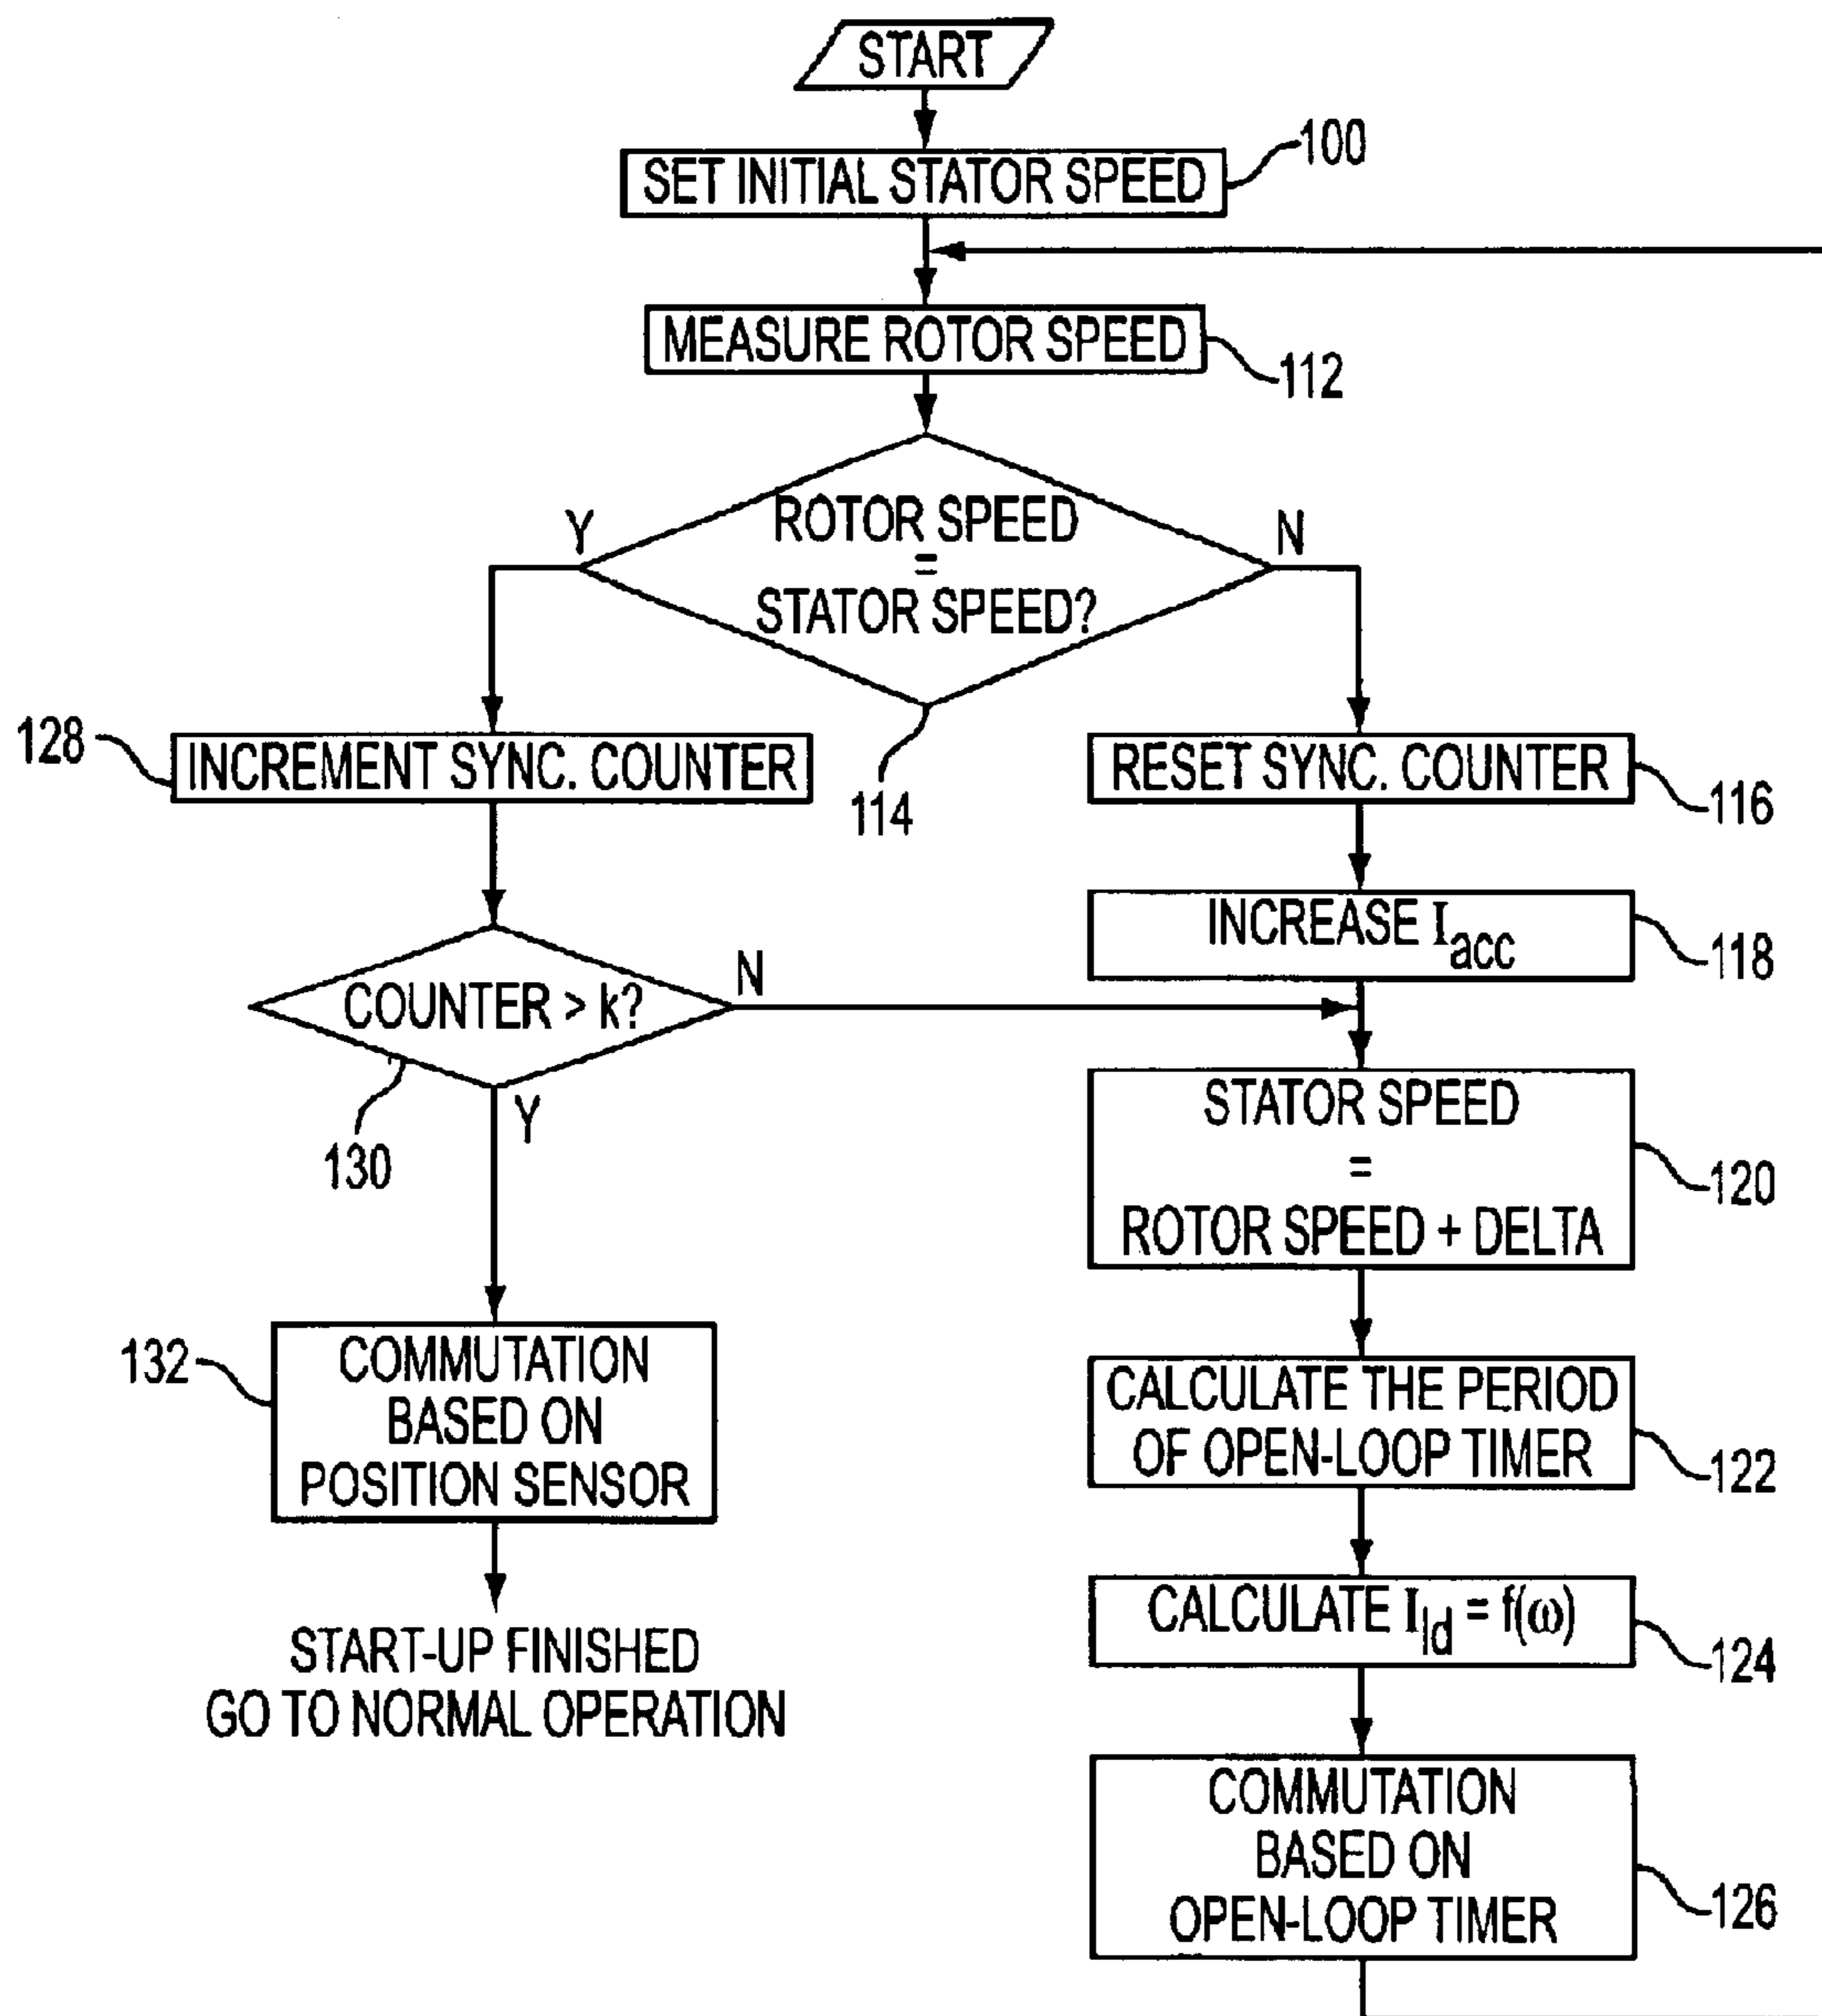 START
SET INITIAL STATOR SPEED
100
MEASURE ROTOR SPEED
112
ROTOR SPEED
=
STATOR SPEED?
Y
N
114
128
INCREMENT SYNC. COUNTER
RESET SYNC. COUNTER
116
INCREASE Iacc
118
COUNTER > k?
N
Y
130
STATOR SPEED
=
ROTOR SPEED + DELTA
120
132
COMMUTATION
BASED ON
POSITION SENSOR
CALCULATE THE PERIOD
OF OPEN-LOOP TIMER
122
CALCULATE Ild = f(ω)
124
START-UP FINISHED
GO TO NORMAL OPERATION
COMMUTATION
BASED ON
OPEN-LOOP TIMER
126